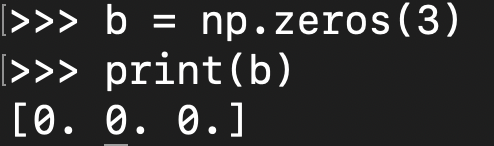 [>>> b = np.zeros(3)
[>>> print(b)
[0. 0. 0.]